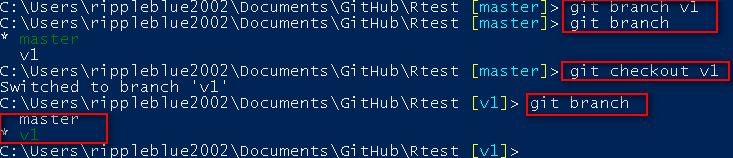 C:\Users\rippleblue2002\Documents\GitHub\Rtest [master]> git branch v1
C:\Users\rippleblue2002\Documents\GitHub\Rtest [master]> git branch
* master
  v1
C:\Users\rippleblue2002\Documents\GitHub\Rtest [master]> git checkout v1
Switched to branch 'v1'
C:\Users\rippleblue2002\Documents\GitHub\Rtest [v1]> git branch
  master
* v1
C:\Users\rippleblue2002\Documents\GitHub\Rtest [v1]>